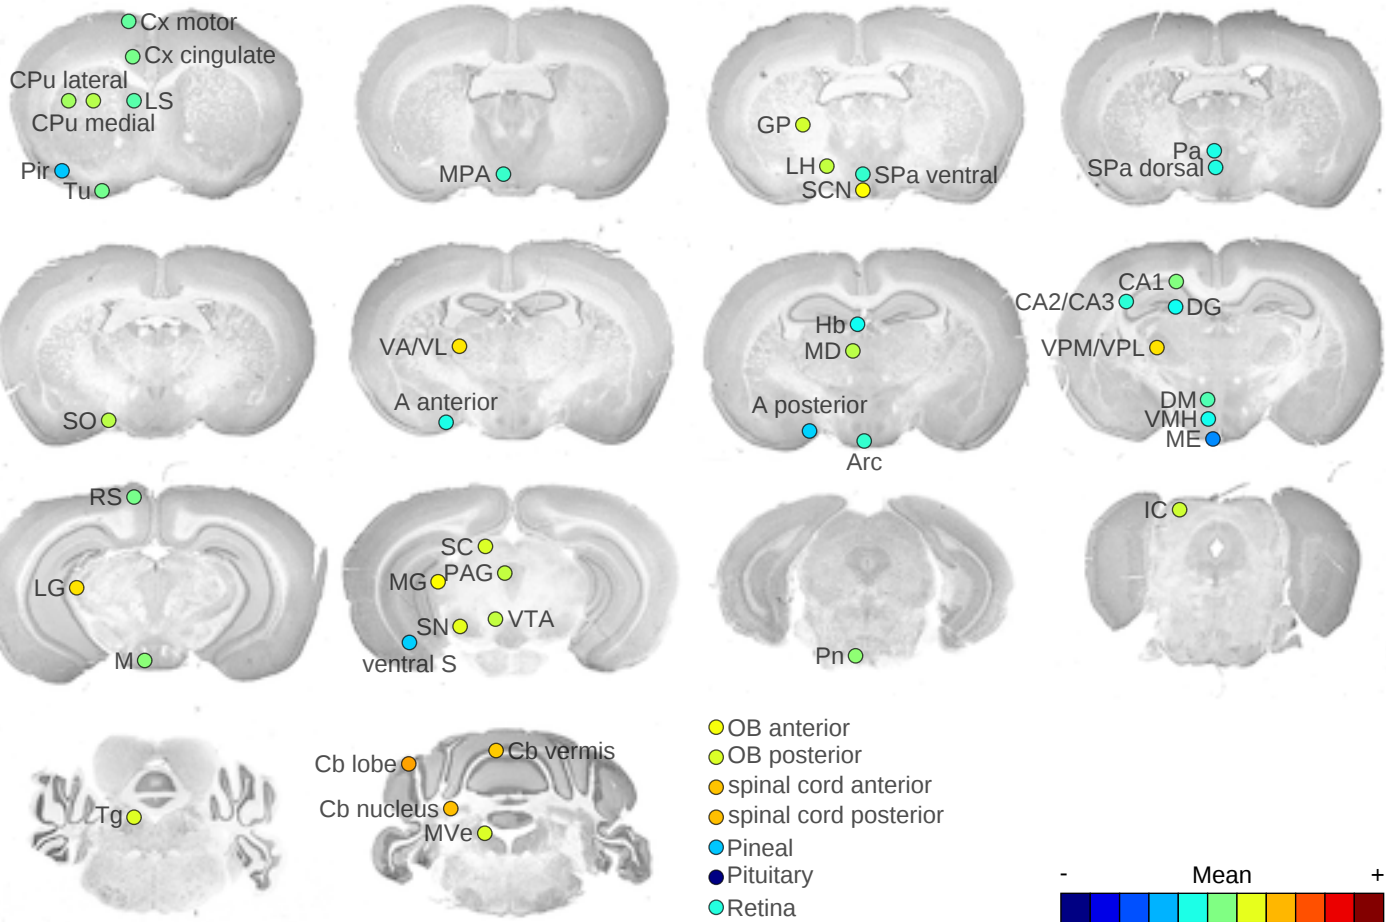 Cx motor
Cx cingulate
CPu lateral
LS
CPu medial
Pir
Tu
MPA
GP
LH
SPa ventral
SCN
Pa
SPa dorsal
SO
VA/VL
A anterior
Hb
MD
A posterior
Arc
CA1
CA2/CA3
DG
VPM/VPL
DM
VMH
ME
RS
LG
M
SC
PAG
MG
VTA
SN
ventral S
Pn
IC
Tg
Cb vermis
Cb lobe
Cb nucleus
MVe
OB anterior
OB posterior
spinal cord anterior
spinal cord posterior
Pineal
Pituitary
Retina
- Mean +